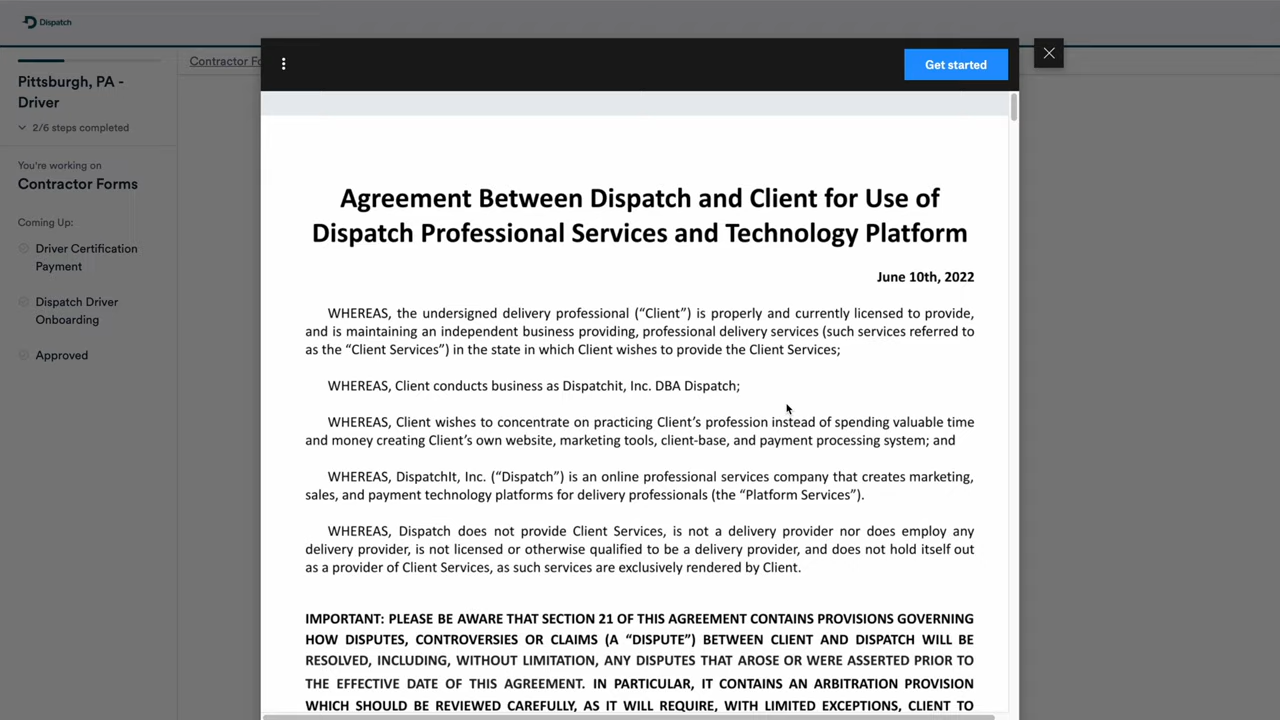 Dispatch
Pittsburgh, PA -
Driver
2/6 steps completed
You're working on
Contractor Forms
Coming Up:
Driver Certification
Payment
Dispatch Driver
Onboarding
Approved
Contractor Fo
Get started
Agreement Between Dispatch and Client for Use of
Dispatch Professional Services and Technology Platform
June 10th, 2022
WHEREAS, the undersigned delivery professional (“Client”) is properly and currently licensed to provide,
and is maintaining an independent business providing, professional delivery services (such services referred to
as the “Client Services”) in the state in which Client wishes to provide the Client Services;
WHEREAS, Client conducts business as DispatchIt, Inc. DBA Dispatch;
WHEREAS, Client wishes to concentrate on practicing Client’s profession instead of spending valuable time
and money creating Client’s own website, marketing tools, client-base, and payment processing system; and
WHEREAS, DispatchIt, Inc. (“Dispatch”) is an online professional services company that creates marketing,
sales, and payment technology platforms for delivery professionals (the “Platform Services”).
WHEREAS, Dispatch does not provide Client Services, is not a delivery provider nor does employ any
delivery provider, is not licensed or otherwise qualified to be a delivery provider, and does not hold itself out
as a provider of Client Services, as such services are exclusively rendered by Client.
IMPORTANT: PLEASE BE AWARE THAT SECTION 21 OF THIS AGREEMENT CONTAINS PROVISIONS GOVERNING
HOW DISPUTES, CONTROVERSIES OR CLAIMS (A “DISPUTE”) BETWEEN CLIENT AND DISPATCH WILL BE
RESOLVED, INCLUDING, WITHOUT LIMITATION, ANY DISPUTES THAT AROSE OR WERE ASSERTED PRIOR TO
THE EFFECTIVE DATE OF THIS AGREEMENT. IN PARTICULAR, IT CONTAINS AN ARBITRATION PROVISION
WHICH SHOULD BE REVIEWED CAREFULLY, AS IT WILL REQUIRE, WITH LIMITED EXCEPTIONS, CLIENT TO